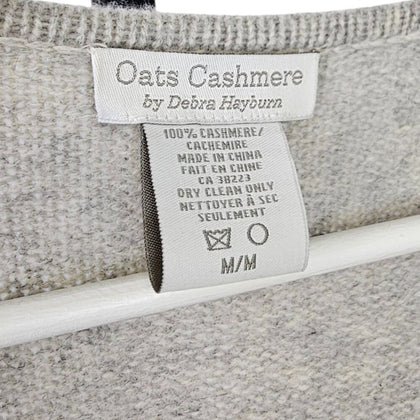 Oats Cashmere
by Debra Hayburn
100% CASHMERE/
CACHEMIRE
MADE IN CHINA
FAIT EN CHINE
CA 38223
DRY CLEAN ONLY
NETTOYER À SEC
SEULEMENT
M/M